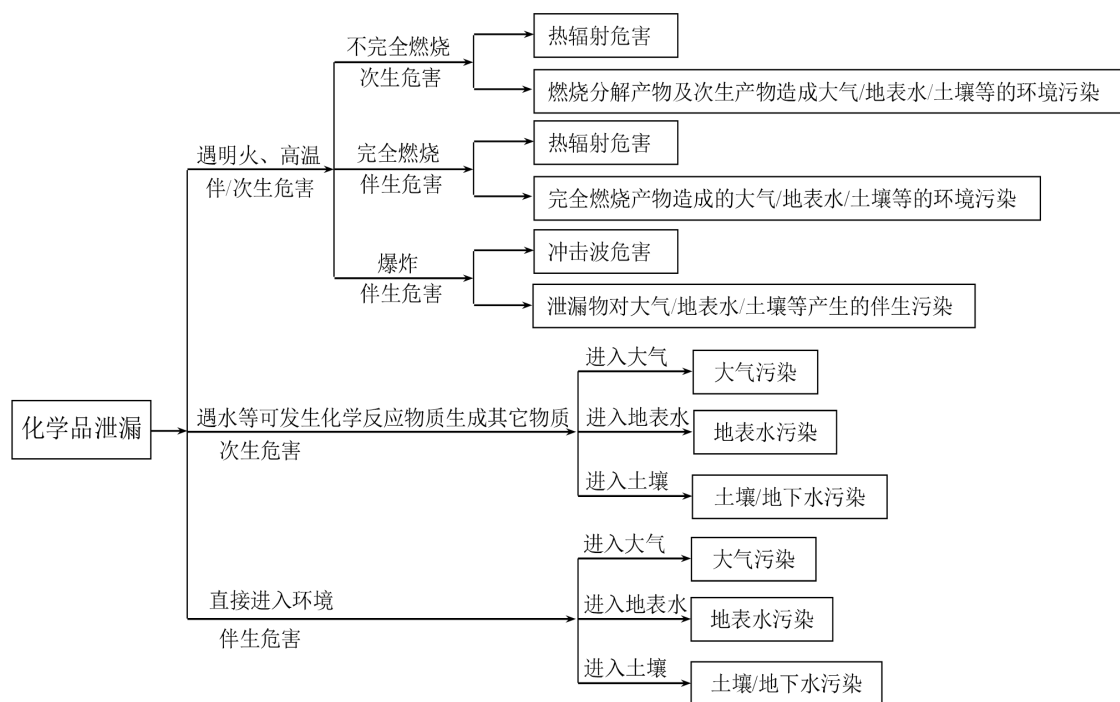 不完全燃烧
次生危害
热辐射危害
燃烧分解产物及次生产物造成大气/地表水/土壤等的环境污染
遇明火、高温
伴/次生危害
完全燃烧
伴生危害
热辐射危害
完全燃烧产物造成的大气/地表水/土壤等的环境污染
爆炸
伴生危害
冲击波危害
泄漏物对大气/地表水/土壤等产生的伴生污染
化学品泄漏
遇水等可发生化学反应物质生成其它物质
次生危害
进入大气
大气污染
进入地表水
地表水污染
进入土壤
土壤/地下水污染
直接进入环境
伴生危害
进入大气
大气污染
进入地表水
地表水污染
进入土壤
土壤/地下水污染